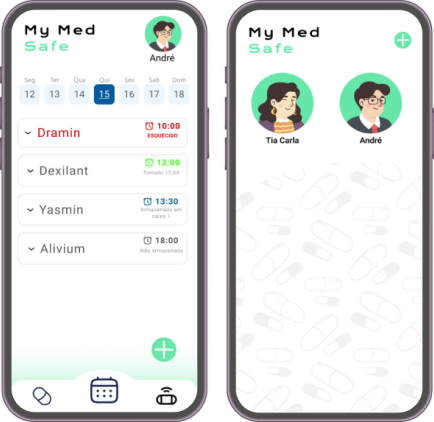 My Med
Safe
André
Seg Ter Qua Qui Sex Sab Dom
12 13 14 15 16 17 18
Dramin
10:00
ESQUECIDO
Dexilant
12:00
Tomado 12:04
Yasmin
13:30
Armazenado em
caixa 1
Alivium
18:00
Não armazenado
My Med
Safe
Tia Carla André